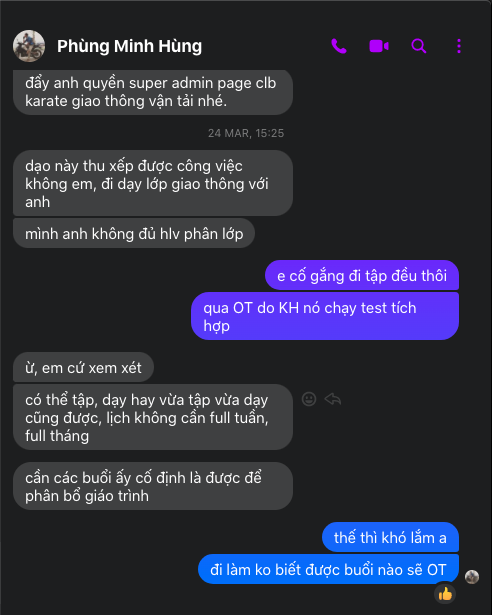 Phùng Minh Hùng
đẩy anh quyền super admin page clb
karate giao thông vận tải nhé.
24 MAR, 15:25
dạo này thu xếp được công việc
không em, đi dạy lớp giao thông với
anh
mình anh không đủ hlv phân lớp
e cố gắng đi tập đều thôi
qua OT do KH nó chạy test tích
hợp
ừ, em cứ xem xét
có thể tập, dạy hay vừa tập vừa dạy
cũng được, lịch không cần full tuần,
full tháng
cần các buổi ấy cố định là được để
phân bổ giáo trình
thế thì khó lắm a
đi làm ko biết được buổi nào sẽ OT